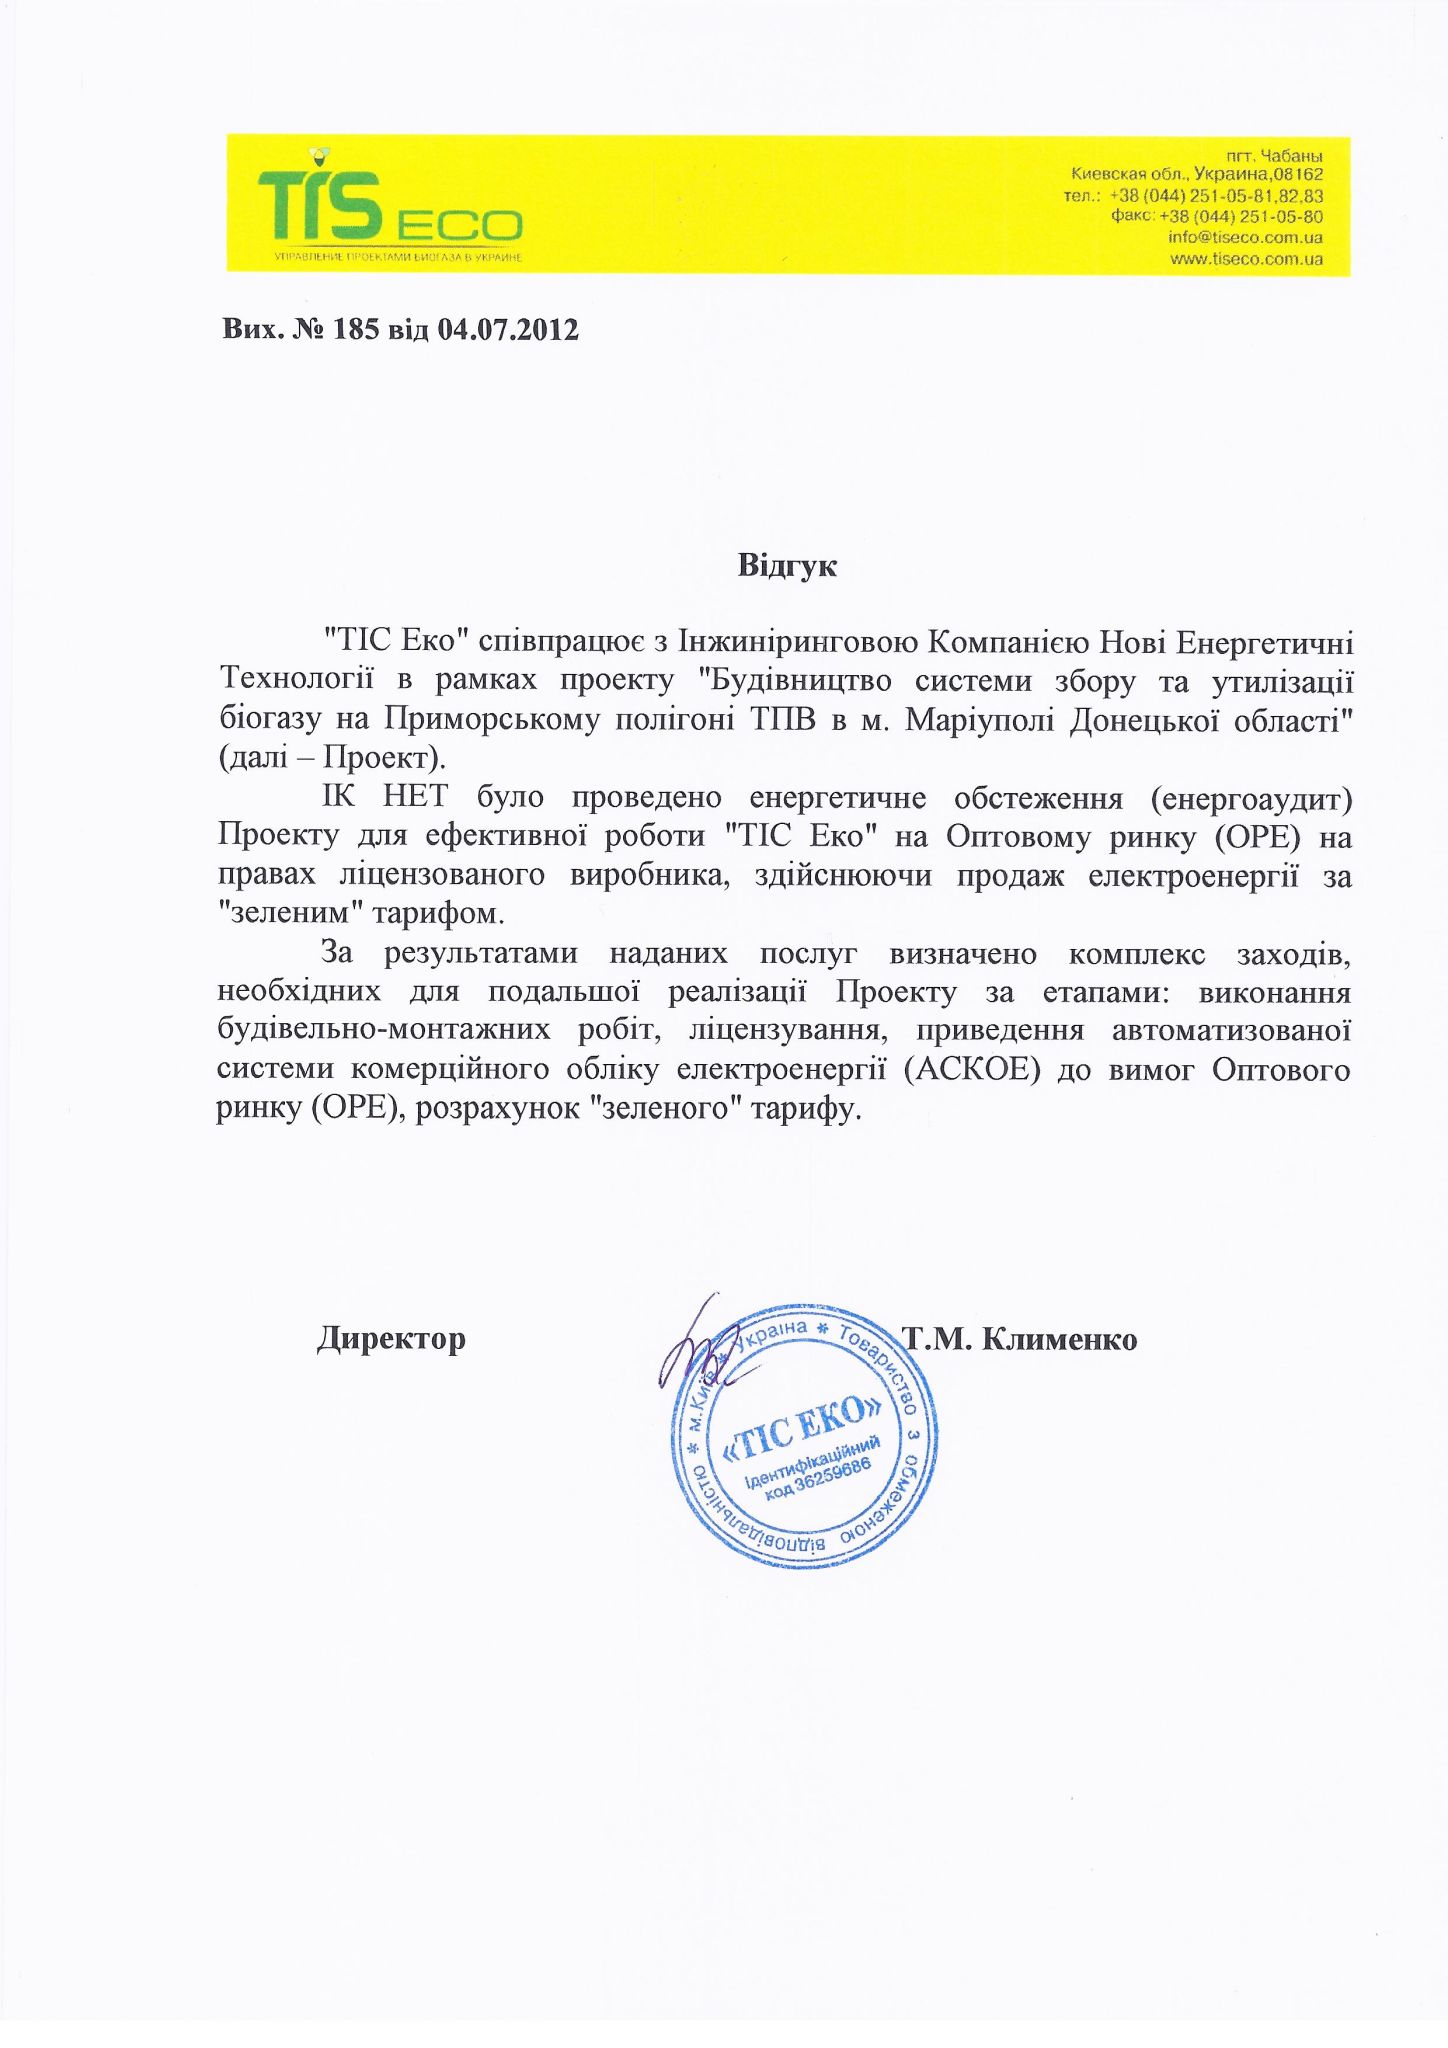 TIS ECO
УПРАВЛЕНИЕ ПРОЕКТАМИ БИОГАЗА В УКРАИНЕ
пгт. Чабаны
Киевская обл., Украина,08162
тел.: +38 (044) 251-05-81,82,83
факс: +38 (044) 251-05-80
info@tiseco.com.ua
www.tiseco.com.ua
Вих. № 185 від 04.07.2012
Відгук
"ТІС Еко" співпрацює з Інжиніринговою Компанією Нові Енергетичні
Технології в рамках проекту "Будівництво системи збору та утилізації
біогазу на Приморському полігоні ТПВ в м. Маріуполі Донецької області"
(далі – Проект).
ІК НЕТ було проведено енергетичне обстеження (енергоаудит)
Проекту для ефективної роботи "ТІС Еко" на Оптовому ринку (ОРЕ) на
правах ліцензованого виробника, здійснюючи продаж електроенергії за
"зеленим" тарифом.
За результатами наданих послуг визначено комплекс заходів,
необхідних для подальшої реалізації Проекту за етапами: виконання
будівельно-монтажних робіт, ліцензування, приведення автоматизованої
системи комерційного обліку електроенергії (АСКОЕ) до вимог Оптового
ринку (ОРЕ), розрахунок "зеленого" тарифу.
Директор
Т.М. Клименко
м.Київ * Україна * Товариство з обмеженою відповідальністю *
«ТІС ЕКО»
Ідентифікаційний
код 36259686